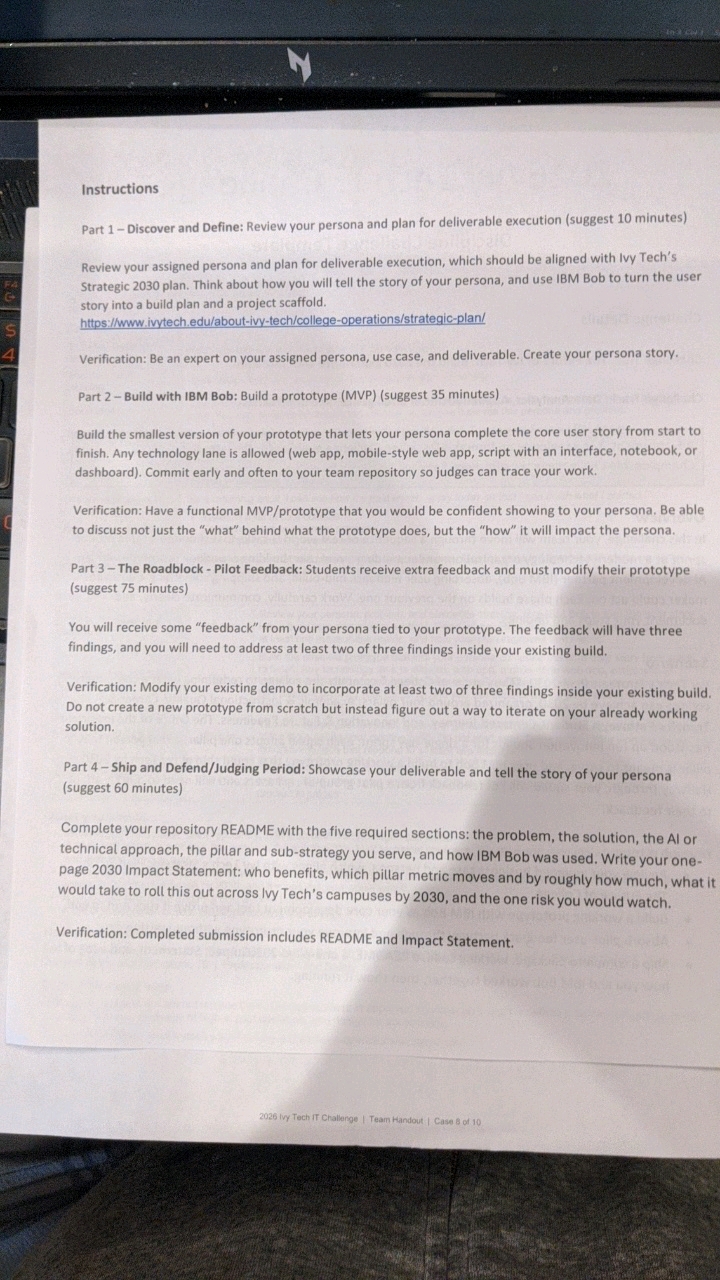 Instructions
Part 1 – Discover and Define: Review your persona and plan for deliverable execution (suggest 10 minutes)
Review your assigned persona and plan for deliverable execution, which should be aligned with Ivy Tech's
Strategic 2030 plan. Think about how you will tell the story of your persona, and use IBM Bob to turn the user
story into a build plan and a project scaffold.
https://www.ivytech.edu/about-ivy-tech/college-operations/strategic-plan/
Verification: Be an expert on your assigned persona, use case, and deliverable. Create your persona story.
Part 2 – Build with IBM Bob: Build a prototype (MVP) (suggest 35 minutes)
Build the smallest version of your prototype that lets your persona complete the core user story from start to
finish. Any technology lane is allowed (web app, mobile-style web app, script with an interface, notebook, or
dashboard). Commit early and often to your team repository so judges can trace your work.
Verification: Have a functional MVP/prototype that you would be confident showing to your persona. Be able
to discuss not just the "what" behind what the prototype does, but the "how" it will impact the persona.
Part 3 – The Roadblock - Pilot Feedback: Students receive extra feedback and must modify their prototype
(suggest 75 minutes)
You will receive some "feedback" from your persona tied to your prototype. The feedback will have three
findings, and you will need to address at least two of three findings inside your existing build.
Verification: Modify your existing demo to incorporate at least two of three findings inside your existing build.
Do not create a new prototype from scratch but instead figure out a way to iterate on your already working
solution.
Part 4 – Ship and Defend/Judging Period: Showcase your deliverable and tell the story of your persona
(suggest 60 minutes)
Complete your repository README with the five required sections: the problem, the solution, the AI or
technical approach, the pillar and sub-strategy you serve, and how IBM Bob was used. Write your one-
page 2030 Impact Statement: who benefits, which pillar metric moves and by roughly how much, what it
would take to roll this out across Ivy Tech's campuses by 2030, and the one risk you would watch.
Verification: Completed submission includes README and Impact Statement.
2026 Ivy Tech IT Challenge | Team Handout | Case 8 of 10
F4
$
4